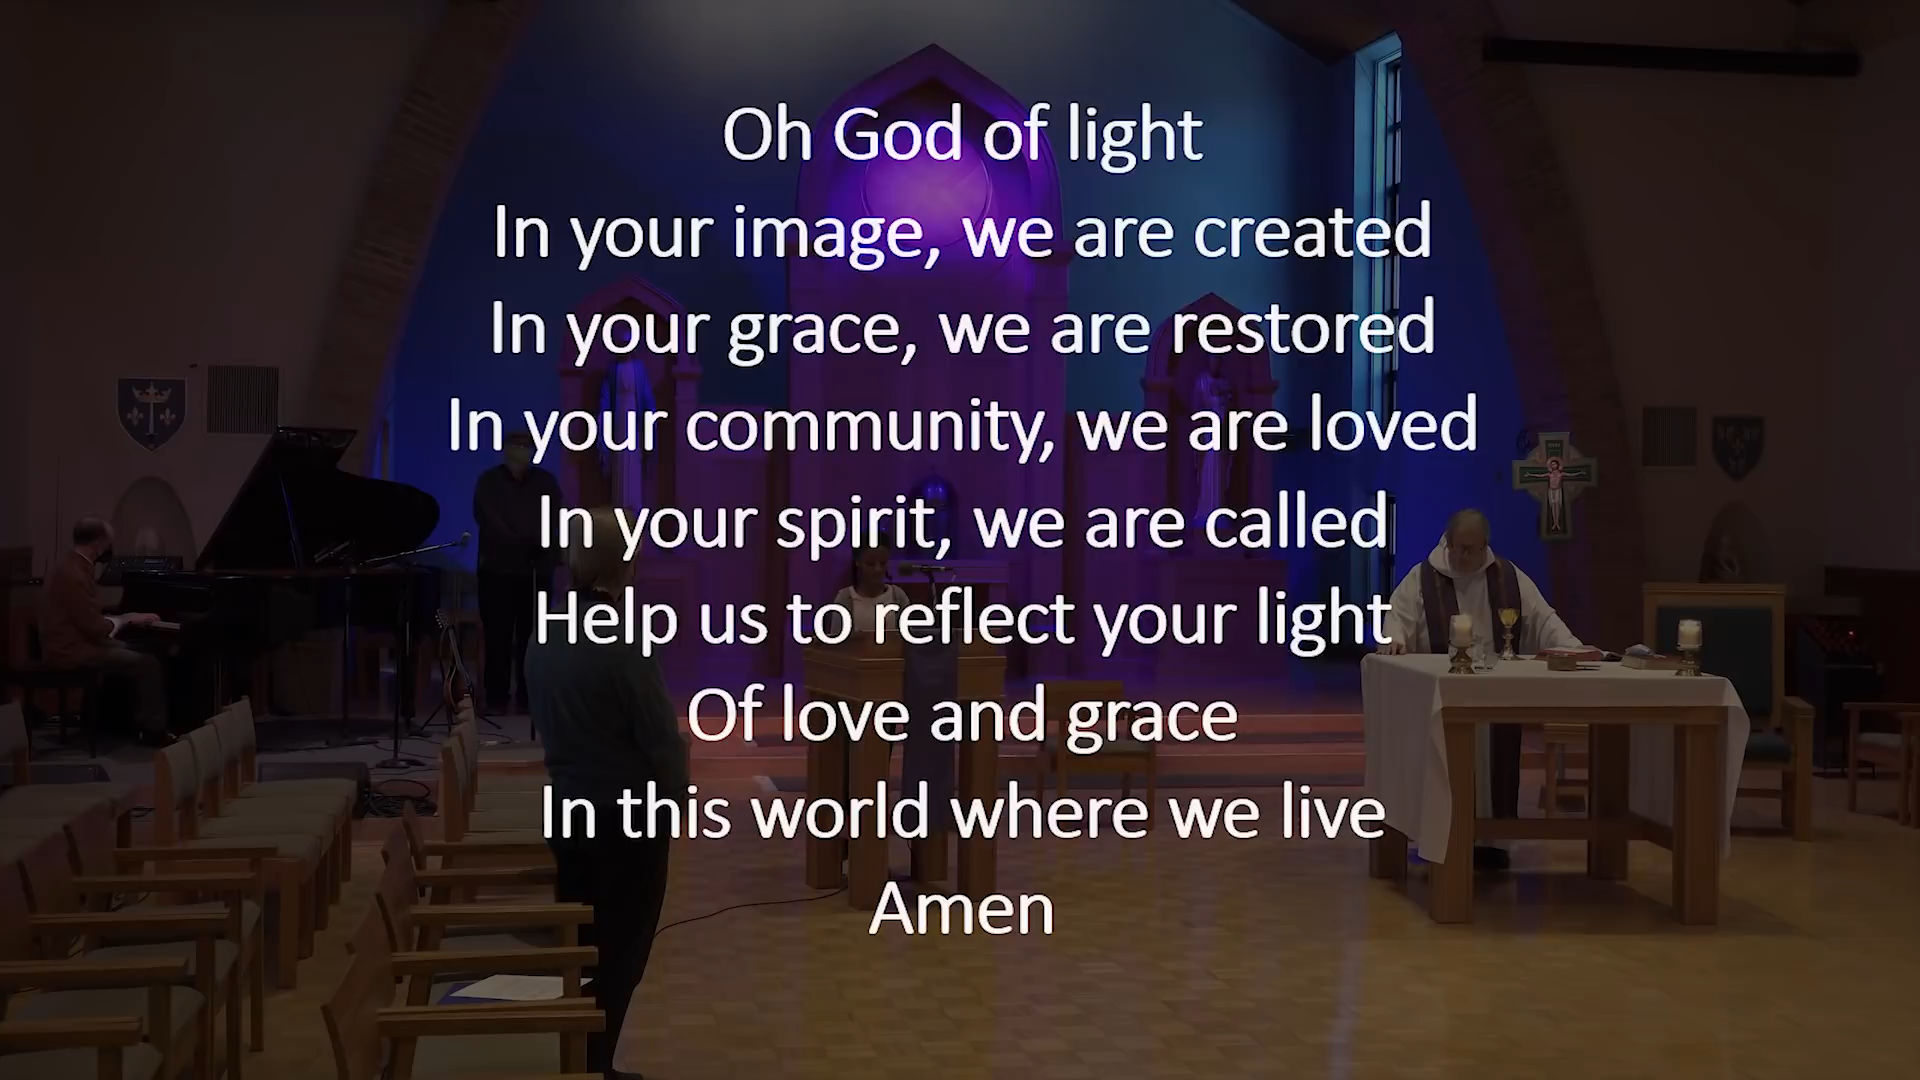 Oh God of light
In your image, we are created
In your grace, we are restored
In your community, we are loved
In your spirit, we are called
Help us to reflect your light
Of love and grace
In this world where we live
Amen